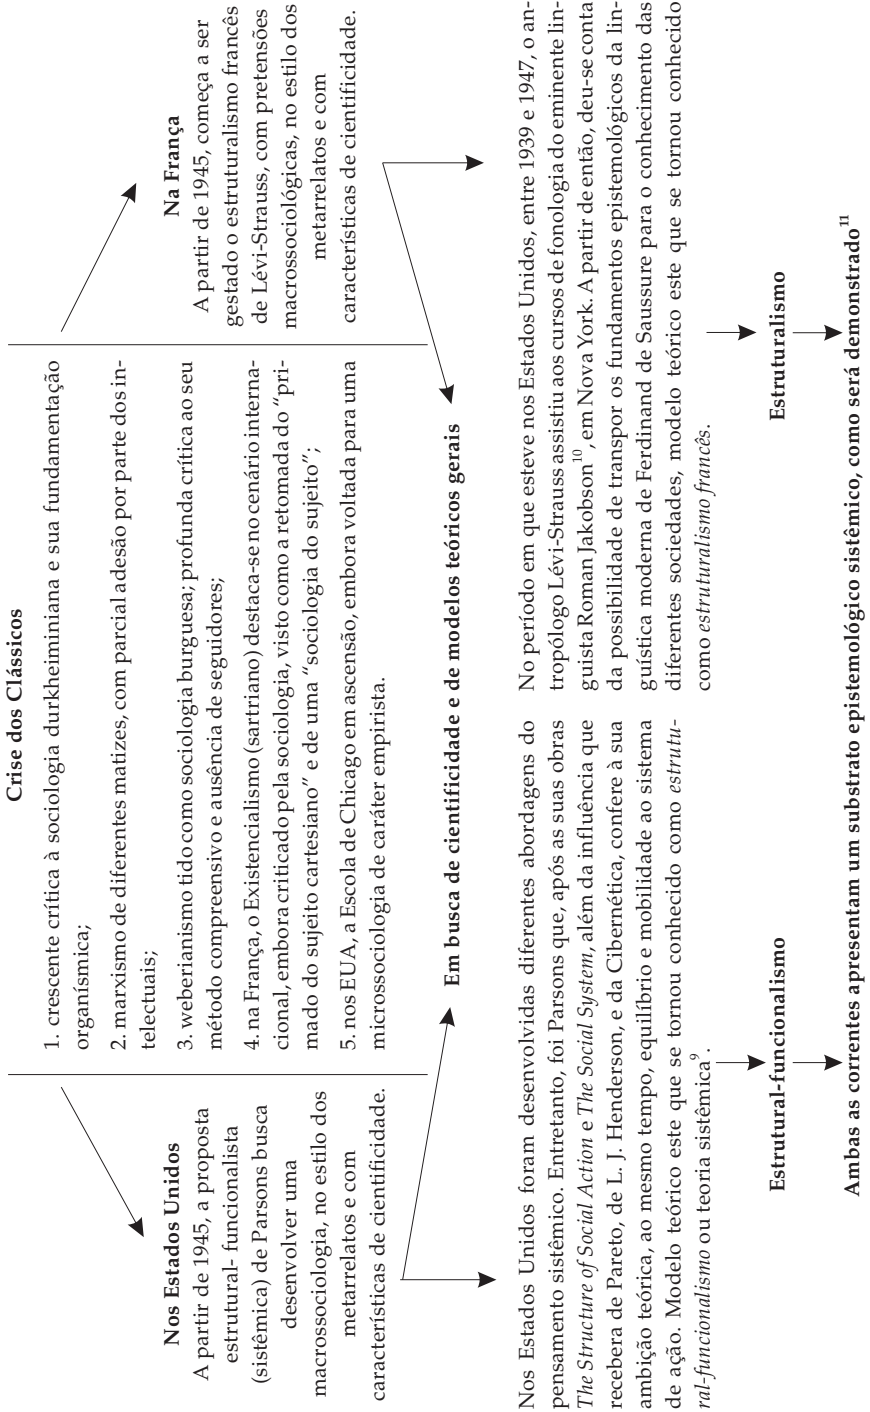 Crise dos Clássicos
1. crescente crítica à sociologia durkheiminiana e sua fundamentação
organísmica;
2. marxismo de diferentes matizes, com parcial adesão por parte dos in-
telectuais;
3. weberianismo tido como sociologia burguesa; profunda crítica ao seu
método compreensivo e ausência de seguidores;
4. na França, o Existencialismo (sartriano) destaca-se no cenário interna-
cional, embora criticado pela sociologia, visto como a retomada do "pri-
mado do sujeito cartesiano" e de uma "sociologia do sujeito";
5. nos EUA, a Escola de Chicago em ascensão, embora voltada para uma
microssociologia de caráter empirista.
Nos Estados Unidos
A partir de 1945, a proposta
estrutural- funcionalista
(sistêmica) de Parsons busca
desenvolver uma
macrossociologia, no estilo dos
metarrelatos e com
características de cientificidade.
Na França
A partir de 1945, começa a ser
gestado o estruturalismo francês
de Lévi-Strauss, com pretensões
macrossociológicas, no estilo dos
metarrelatos e com
características de cientificidade.
Em busca de cientificidade e de modelos teóricos gerais
Nos Estados Unidos foram desenvolvidas diferentes abordagens do
pensamento sistêmico. Entretanto, foi Parsons que, após as suas obras
The Structure of Social Action e The Social System, além da influência que
recebera de Pareto, de L. J. Henderson, e da Cibernética, confere à sua
ambição teórica, ao mesmo tempo, equilíbrio e mobilidade ao sistema
de ação. Modelo teórico este que se tornou conhecido como estrutu-
ral-funcionalismo ou teoria sistêmica⁹.
No período em que esteve nos Estados Unidos, entre 1939 e 1947, o an-
tropólogo Lévi-Strauss assistiu aos cursos de fonologia do eminente lin-
guista Roman Jakobson¹⁰, em Nova York. A partir de então, deu-se conta
da possibilidade de transpor os fundamentos epistemológicos da lin-
guística moderna de Ferdinand de Saussure para o conhecimento das
diferentes sociedades, modelo teórico este que se tornou conhecido
como estruturalismo francês.
Estrutural-funcionalismo
Estruturalismo
Ambas as correntes apresentam um substrato epistemológico sistêmico, como será demonstrado¹¹